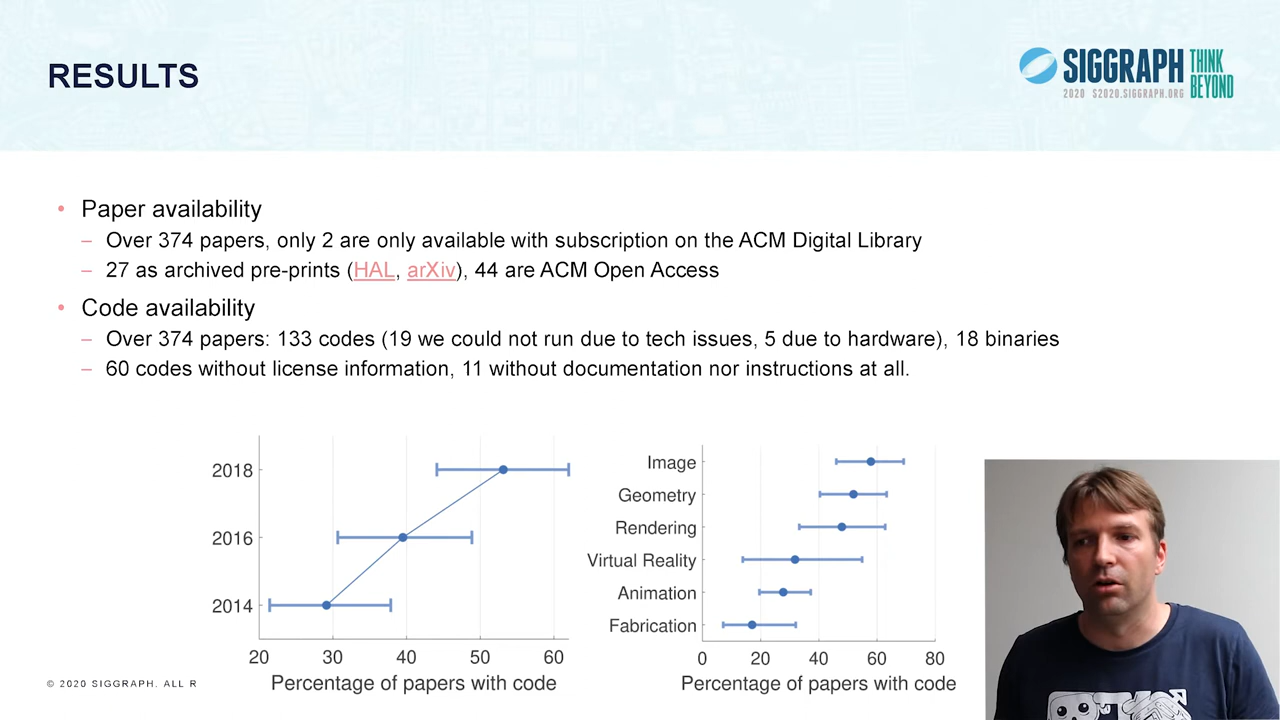 RESULTS
SIGGRAPH
THINK
BEYOND
2020 S2020.SIGGRAPH.ORG
• Paper availability
– Over 374 papers, only 2 are only available with subscription on the ACM Digital Library
– 27 as archived pre-prints (HAL, arXiv), 44 are ACM Open Access
• Code availability
– Over 374 papers: 133 codes (19 we could not run due to tech issues, 5 due to hardware), 18 binaries
– 60 codes without license information, 11 without documentation nor instructions at all.
2018
2016
2014
20 30 40 50 60
Percentage of papers with code
Image
Geometry
Rendering
Virtual Reality
Animation
Fabrication
0 20 40 60 80
Percentage of papers with code
© 2020 SIGGRAPH. ALL R